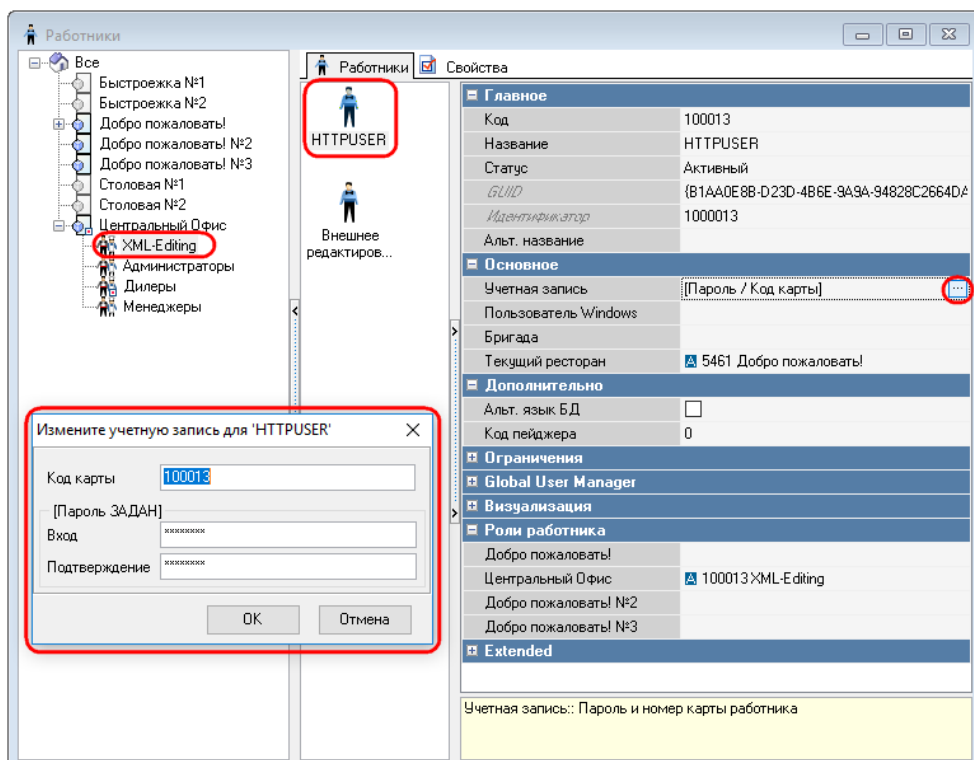 Работники
Все
Быстроежка №1
Быстроежка №2
Добро пожаловать!
Добро пожаловать! №2
Добро пожаловать! №3
Столовая №1
Столовая №2
Центральный Офис
XML-Editing
Администраторы
Дилеры
Менеджеры
Работники
Свойства
HTTPUSER
Внешнее
редактиров...
Главное
Код 100013
Название HTTPUSER
Статус Активный
GUID {B1AA0E8B-D23D-4B6E-9A9A-94828C2664DA
Идентификатор 1000013
Альт. название
Основное
Учетная запись [Пароль / Код карты] ...
Пользователь Windows
Бригада
Текущий ресторан A 5461 Добро пожаловать!
Дополнительно
Альт. язык БД
Код пейджера 0
Ограничения
Global User Manager
Визуализация
Роли работника
Добро пожаловать!
Центральный Офис A 100013 XML-Editing
Добро пожаловать! №2
Добро пожаловать! №3
Extended
Учетная запись:: Пароль и номер карты работника
Измените учетную запись для 'HTTPUSER'
Код карты 100013
[Пароль ЗАДАН]
Вход ********
Подтверждение ********
OK Отмена